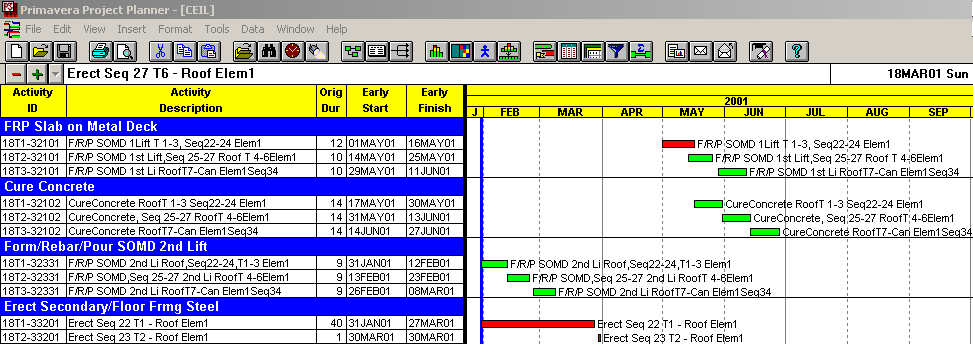 Primavera Project Planner - [CEIL]
File Edit View Insert Format Tools Data Window Help
Erect Seq 27 T6 - Roof Elem1 18MAR01 Sun
Activity Activity Orig Early Early 2001
ID Description Dur Start Finish J FEB MAR APR MAY JUN JUL AUG SEP
FRP Slab on Metal Deck
18T1-32101 F/R/P SOMD 1Lift T 1-3, Seq22-24 Elem1 12 01MAY01 16MAY01 F/R/P SOMD 1Lift T 1-3, Seq22-24 Elem1
18T2-32101 F/R/P SOMD 1st Lift,Seq 25-27 Roof T 4-6Elem1 10 14MAY01 25MAY01 F/R/P SOMD 1st Lift,Seq 25-27 Roof T 4-6Elem1
18T3-32101 F/R/P SOMD 1st Li RoofT7-Can Elem1Seq34 10 29MAY01 11JUN01 F/R/P SOMD 1st Li RoofT7-Can Elem1Seq34
Cure Concrete
18T1-32102 CureConcrete RoofT 1-3 Seq22-24 Elem1 14 17MAY01 30MAY01 CureConcrete RoofT 1-3 Seq22-24 Elem1
18T2-32102 CureConcrete, Seq 25-27 RoofT 4-6Elem1 14 31MAY01 13JUN01 CureConcrete, Seq 25-27 RoofT 4-6Elem1
18T3-32102 CureConcrete RoofT7-Can Elem1Seq34 14 14JUN01 27JUN01 CureConcrete RoofT7-Can Elem1Seq34
Form/Rebar/Pour SOMD 2nd Lift
18T1-32331 F/R/P SOMD 2nd Li Roof,Seq22-24,T1-3 Elem1 9 31JAN01 12FEB01 F/R/P SOMD 2nd Li Roof,Seq22-24,T1-3 Elem1
18T2-32331 F/R/P SOMD,Seq 25-27 2nd Li RoofT 4-6Elem1 9 13FEB01 23FEB01 F/R/P SOMD,Seq 25-27 2nd Li RoofT 4-6Elem1
18T3-32331 F/R/P SOMD 2nd Li RoofT7-Can Elem1Seq34 9 26FEB01 08MAR01 F/R/P SOMD 2nd Li RoofT7-Can Elem1Seq34
Erect Secondary/Floor Frmg Steel
18T1-33201 Erect Seq 22 T1 - Roof Elem1 40 31JAN01 27MAR01 Erect Seq 22 T1 - Roof Elem1
18T2-33201 Erect Seq 23 T2 - Roof Elem1 1 30MAR01 30MAR01 Erect Seq 23 T2 - Roof Elem1